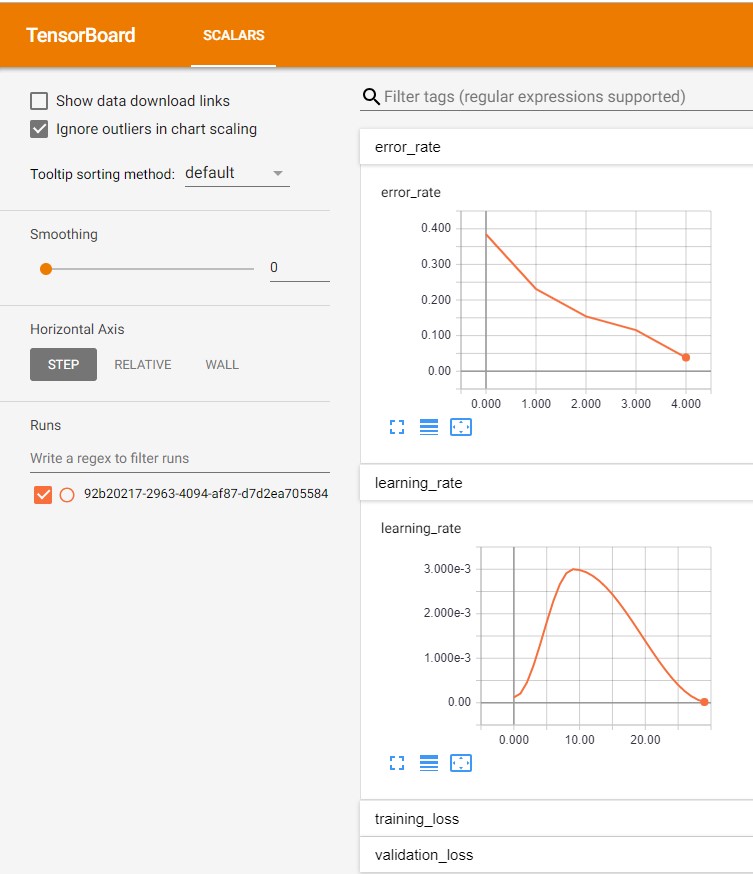 TensorBoard
SCALARS
Show data download links
Ignore outliers in chart scaling
Tooltip sorting method: default
Smoothing
0
Horizontal Axis
STEP RELATIVE WALL
Runs
Write a regex to filter runs
92b20217-2963-4094-af87-d7d2ea705584
Filter tags (regular expressions supported)
error_rate
error_rate
0.400
0.300
0.200
0.100
0.00
0.000 1.000 2.000 3.000 4.000
learning_rate
learning_rate
3.000e-3
2.000e-3
1.000e-3
0.00
0.000 10.00 20.00
training_loss
validation_loss